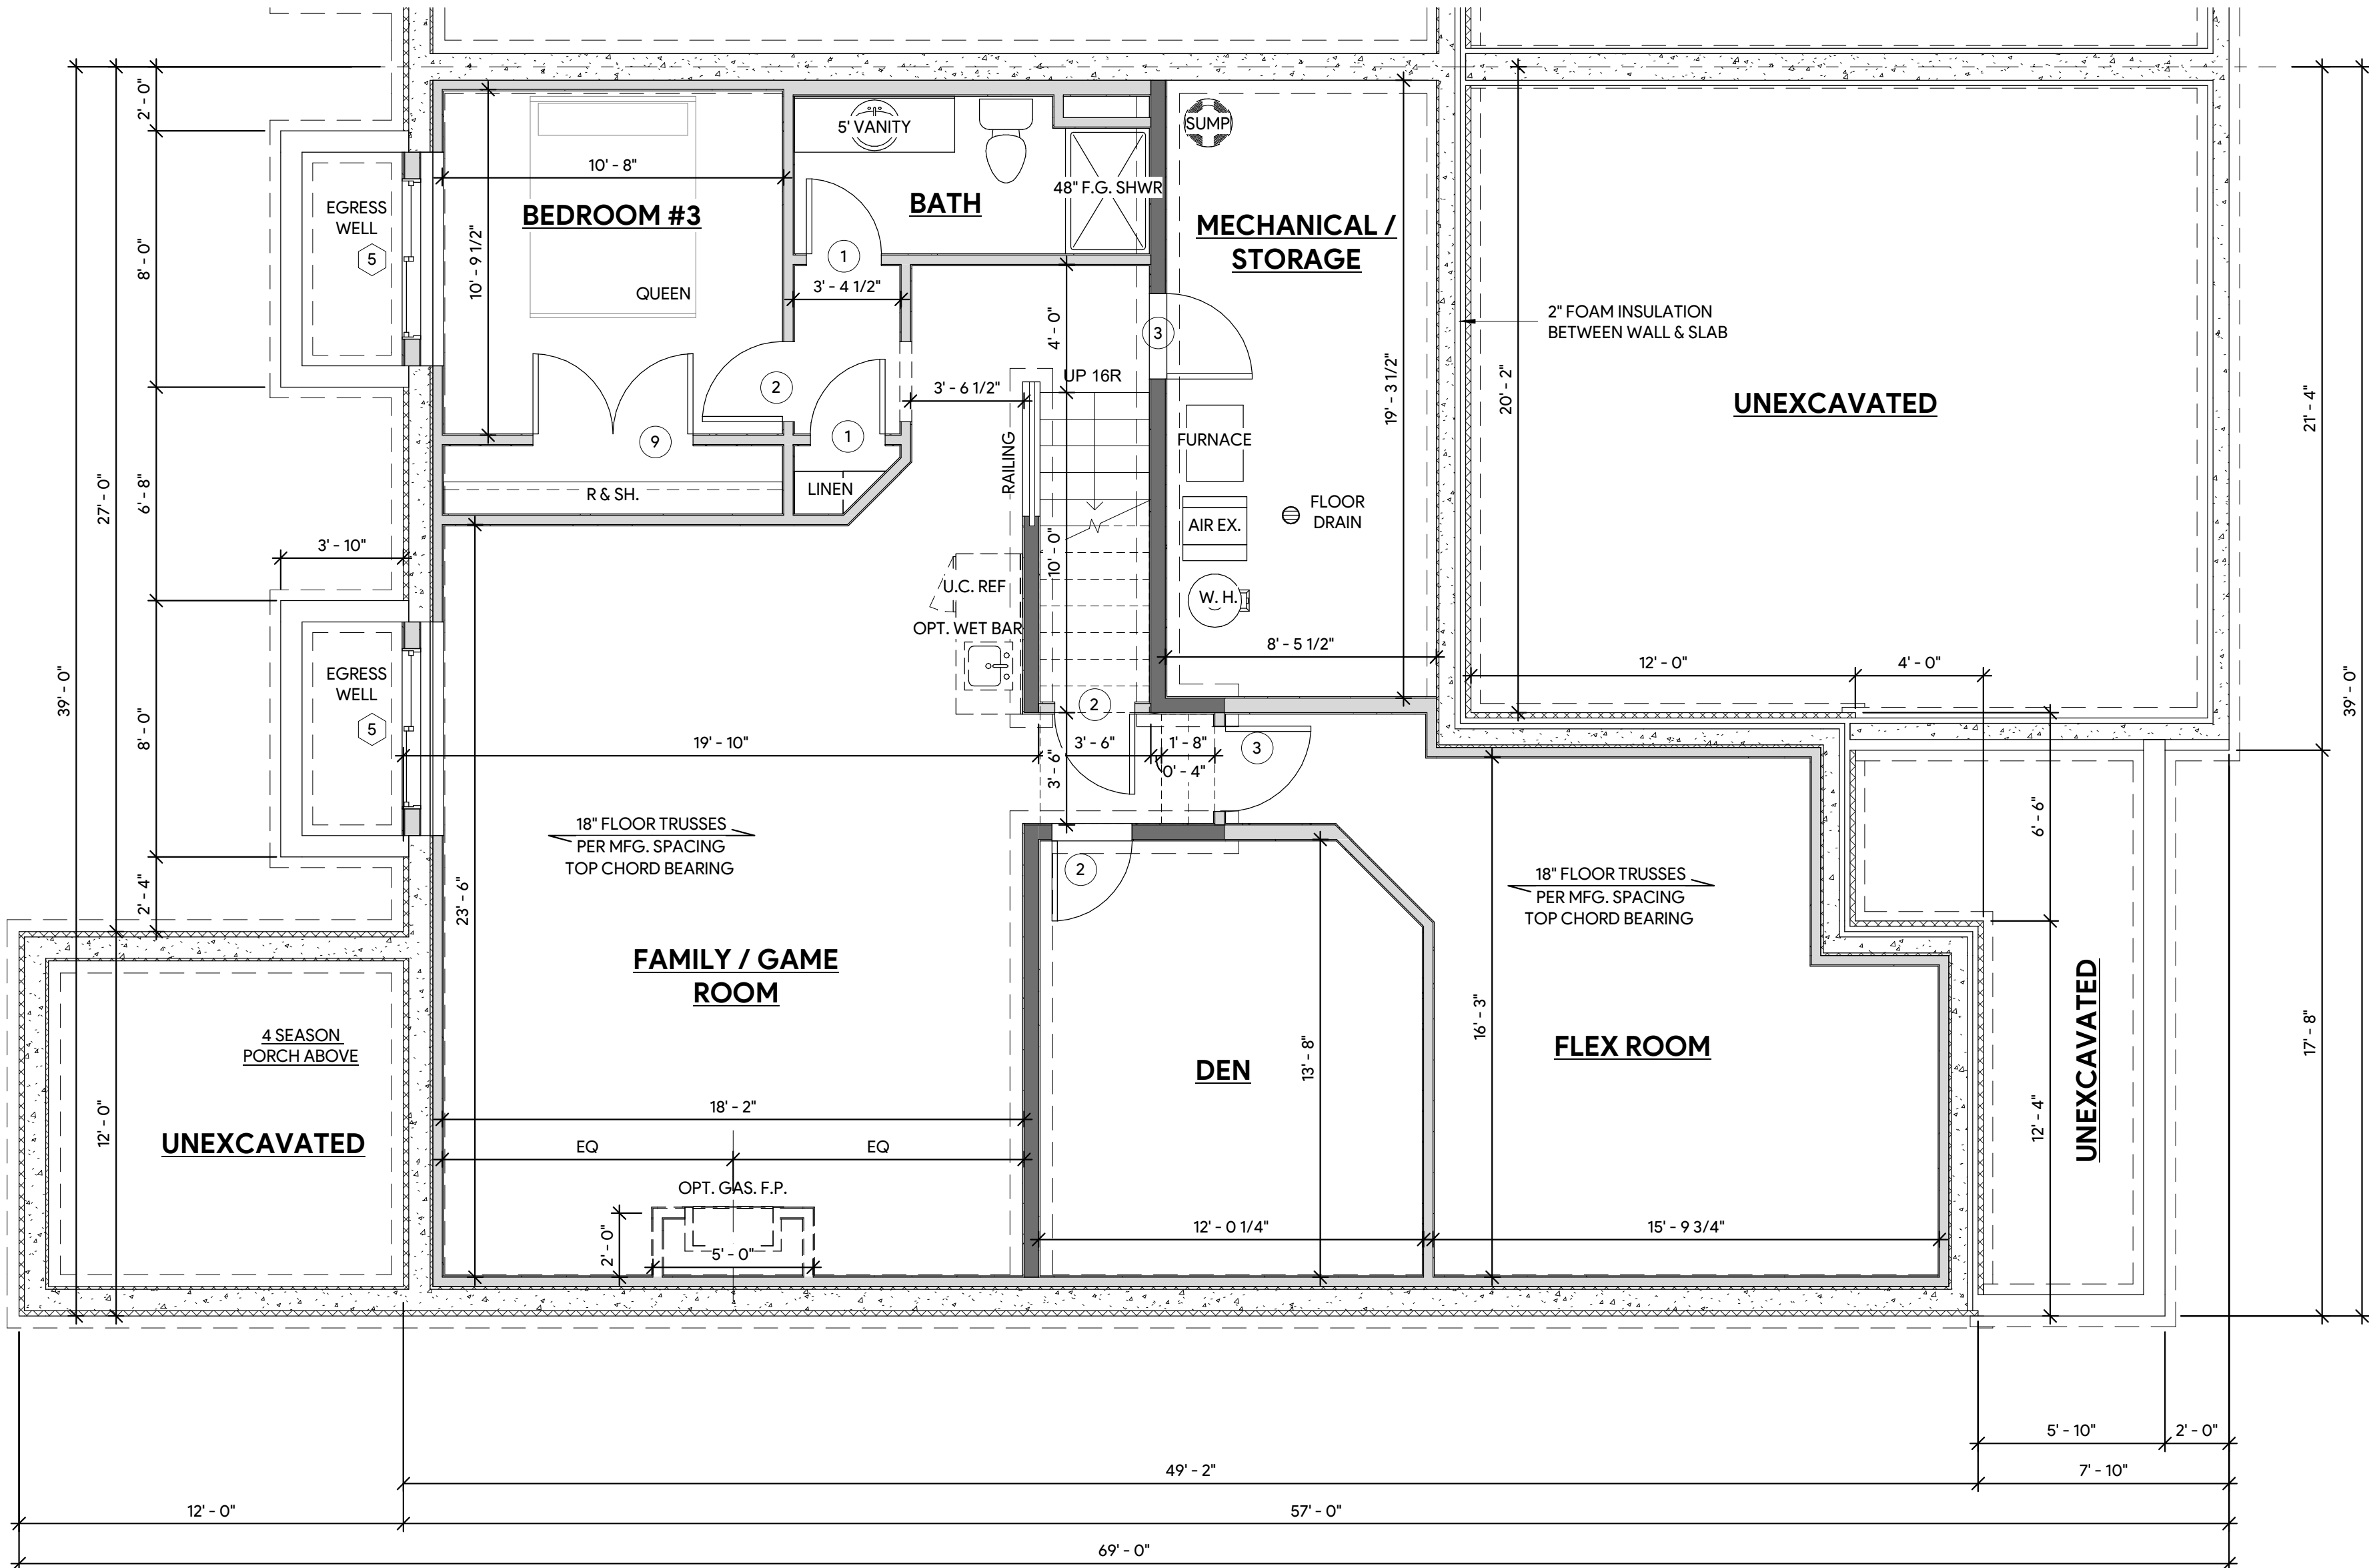 2' - 0"
8' - 0"
6' - 8"
8' - 0"
2' - 4"
27' - 0"
39' - 0"
12' - 0"
3' - 10"
EGRESS
WELL
5
EGRESS
WELL
5
10' - 8"
BEDROOM #3
10' - 9 1/2"
QUEEN
9
R & SH.
2
5' VANITY
BATH
48" F.G. SHWR
1
3' - 4 1/2"
1
LINEN
3' - 6 1/2"
4' - 0"
UP 16R
RAILING
10' - 0"
3
SUMP
MECHANICAL /
STORAGE
19' - 3 1/2"
FURNACE
AIR EX.
FLOOR
DRAIN
W. H.
8' - 5 1/2"
20' - 2"
2" FOAM INSULATION
BETWEEN WALL & SLAB
UNEXCAVATED
12' - 0"
4' - 0"
21' - 4"
39' - 0"
17' - 8"
6' - 6"
12' - 4"
UNEXCAVATED
U.C. REF
OPT. WET BAR
19' - 10"
2
3' - 6"
3' - 6"
1' - 8"
0' - 4"
3
2
18" FLOOR TRUSSES
PER MFG. SPACING
TOP CHORD BEARING
23' - 6"
FAMILY / GAME
ROOM
18' - 2"
EQ
EQ
OPT. GAS. F.P.
2' - 0"
5' - 0"
4 SEASON
PORCH ABOVE
UNEXCAVATED
DEN
13' - 8"
12' - 0 1/4"
18" FLOOR TRUSSES
PER MFG. SPACING
TOP CHORD BEARING
16' - 3"
FLEX ROOM
15' - 9 3/4"
5' - 10"
2' - 0"
49' - 2"
7' - 10"
12' - 0"
57' - 0"
69' - 0"